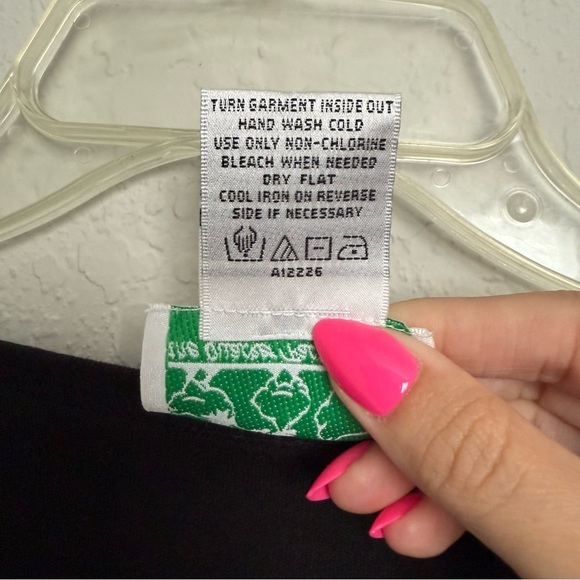 TURN GARMENT INSIDE OUT
HAND WASH COLD
USE ONLY NON-CHLORINE
BLEACH WHEN NEEDED
DRY FLAT
COOL IRON ON REVERSE
SIDE IF NECESSARY
A12226